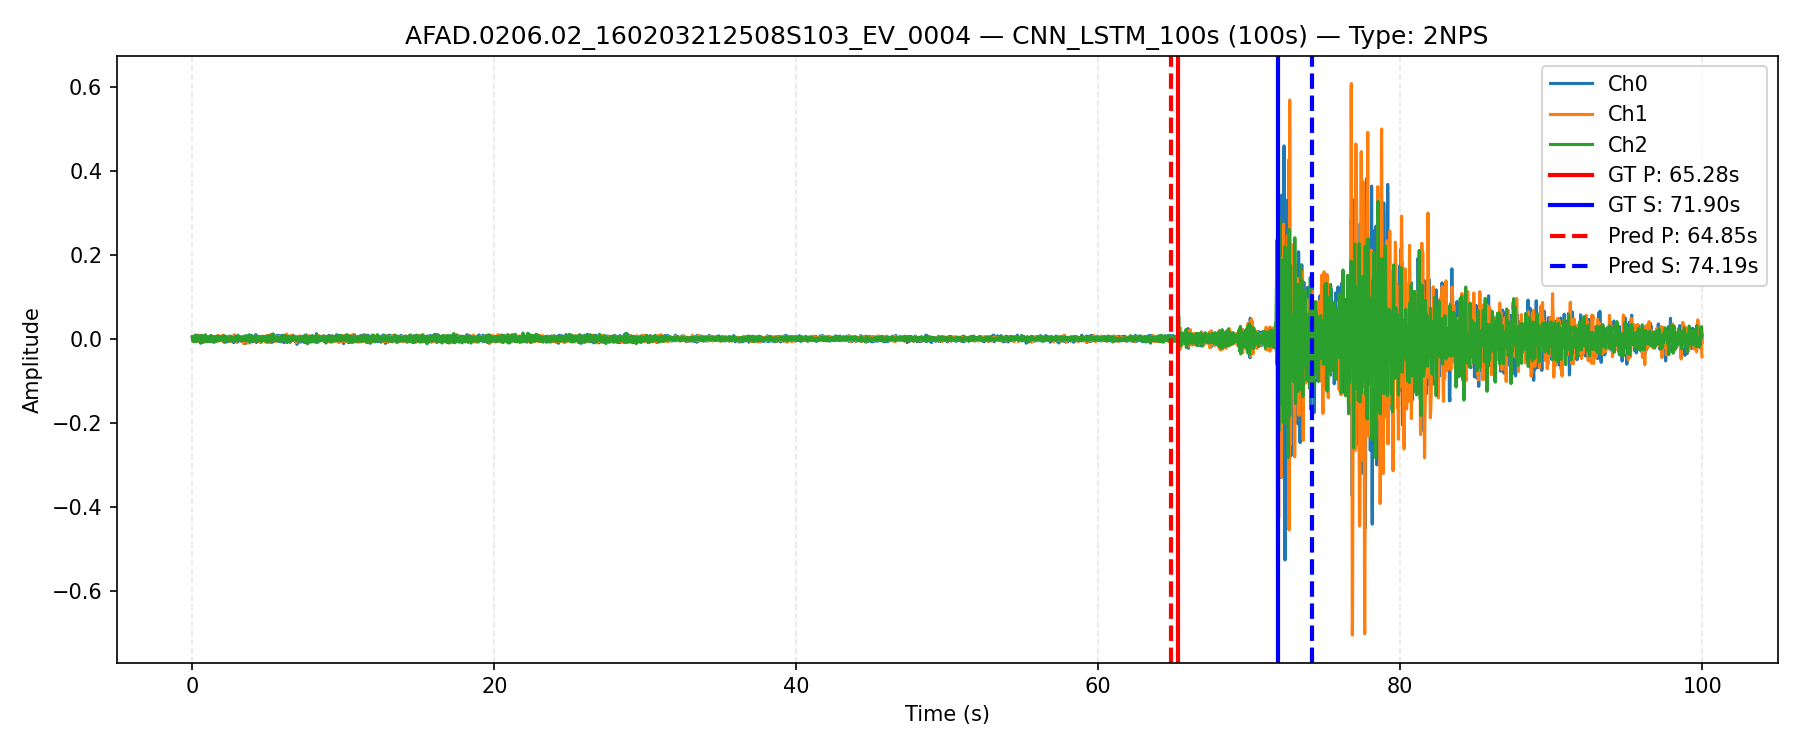 AFAD.0206.02_160203212508S103_EV_0004 — CNN_LSTM_100s (100s) — Type: 2NPS
Ch0
Ch1
Ch2
GT P: 65.28s
GT S: 71.90s
Pred P: 64.85s
Pred S: 74.19s
0.6
0.4
0.2
0.0
−0.2
−0.4
−0.6
Amplitude
0 20 40 60 80 100
Time (s)